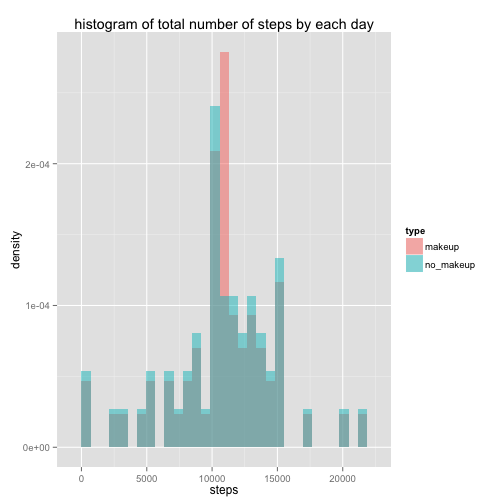 histogram of total number of steps by each day
2e-04
1e-04
0e+00
density
0 5000 10000 15000 20000
steps
type
makeup
no_makeup